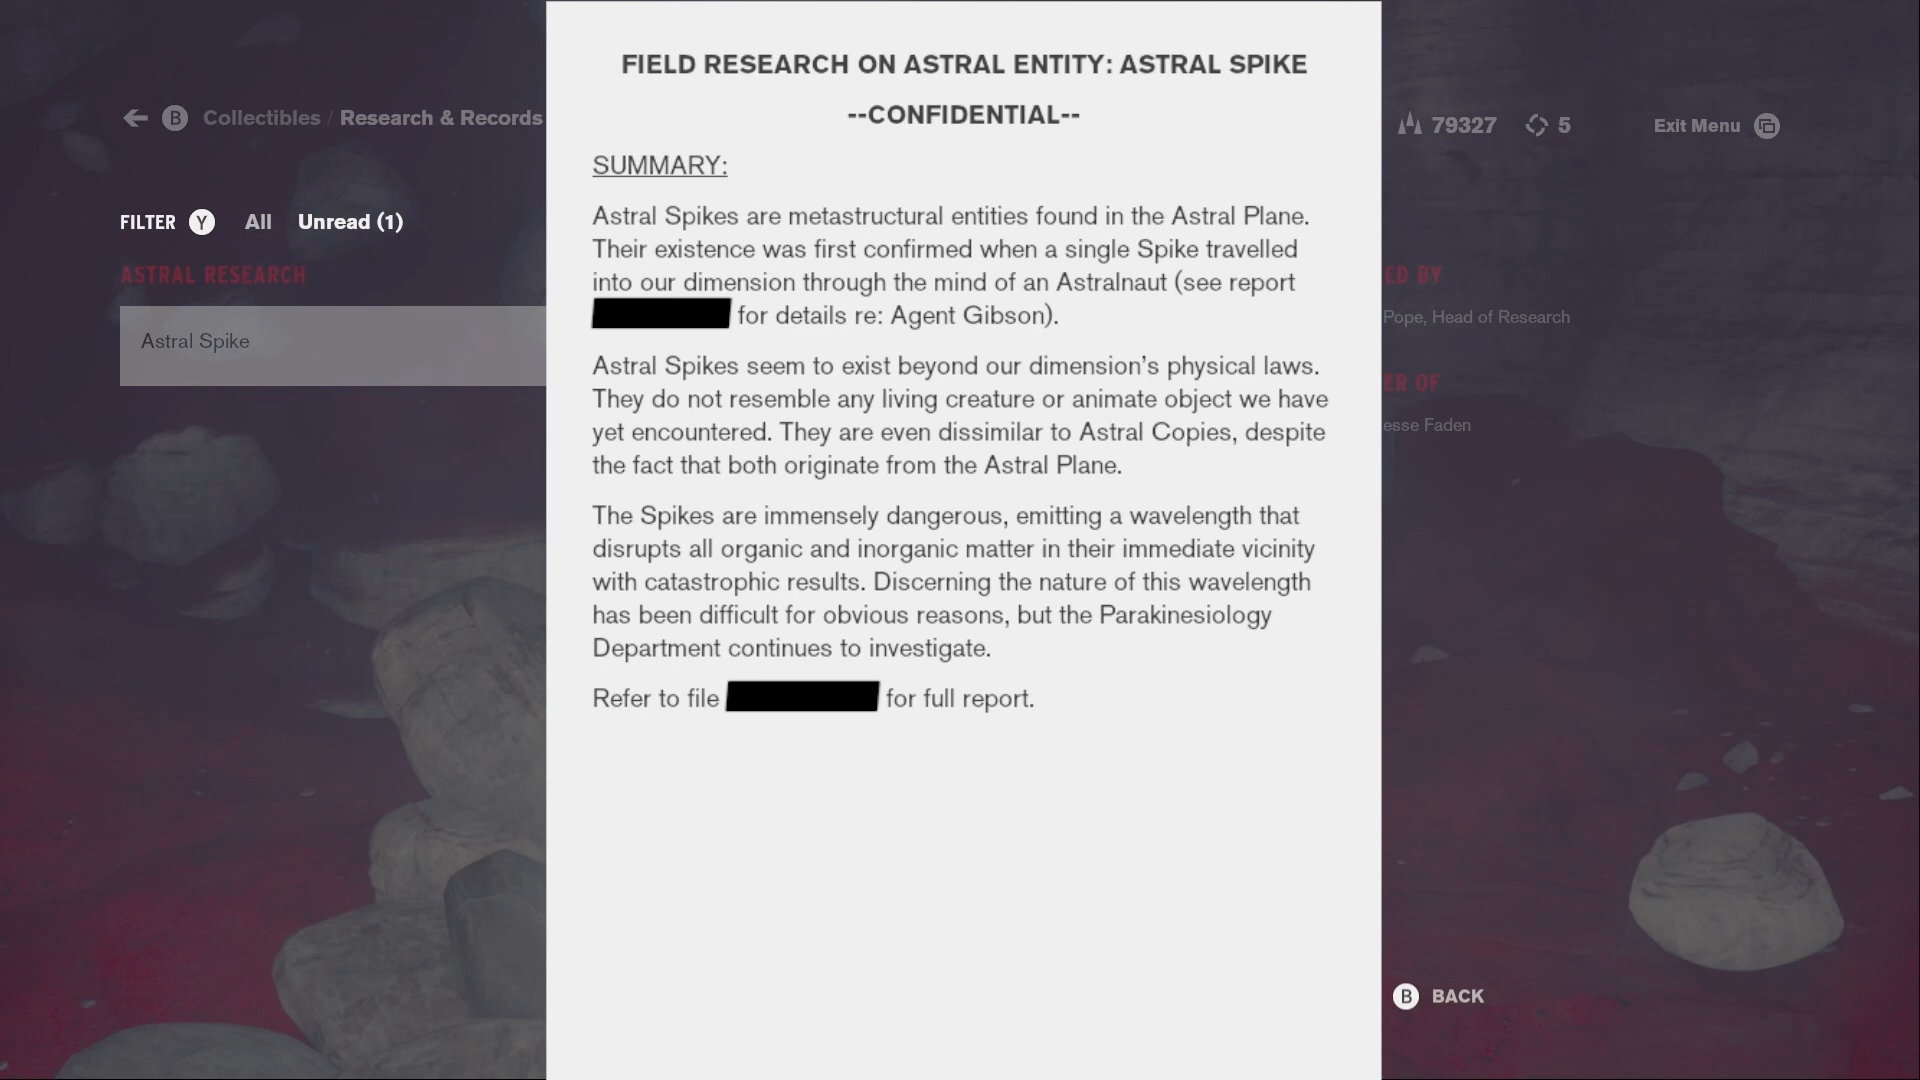 FIELD RESEARCH ON ASTRAL ENTITY: ASTRAL SPIKE
--CONFIDENTIAL--
B Collectibles / Research & Records
79327 5 Exit Menu
SUMMARY:
FILTER Y All Unread (1)
ASTRAL RESEARCH
Astral Spike
Astral Spikes are metastructural entities found in the Astral Plane.
Their existence was first confirmed when a single Spike travelled
into our dimension through the mind of an Astralnaut (see report
for details re: Agent Gibson).
Astral Spikes seem to exist beyond our dimension’s physical laws.
They do not resemble any living creature or animate object we have
yet encountered. They are even dissimilar to Astral Copies, despite
the fact that both originate from the Astral Plane.
The Spikes are immensely dangerous, emitting a wavelength that
disrupts all organic and inorganic matter in their immediate vicinity
with catastrophic results. Discerning the nature of this wavelength
has been difficult for obvious reasons, but the Parakinesiology
Department continues to investigate.
Refer to file for full report.
ED BY
Pope, Head of Research
ER OF
esse Faden
B BACK